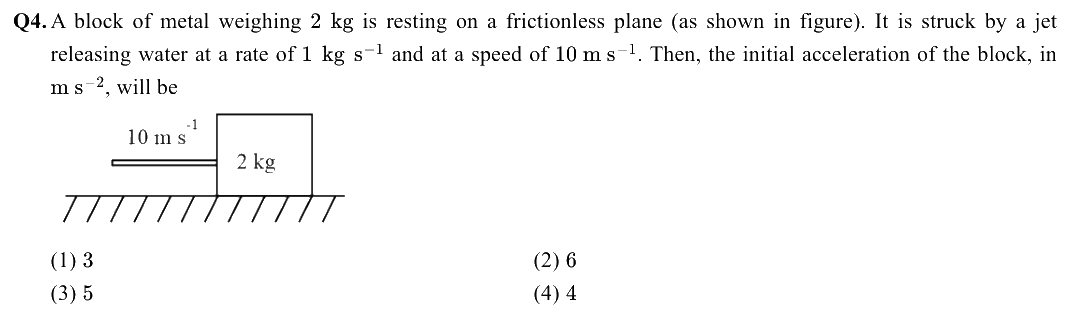 Q4. A block of metal weighing 2 kg is resting on a frictionless plane (as shown in figure). It is struck by a jet
releasing water at a rate of 1 kg s⁻¹ and at a speed of 10 m s⁻¹. Then, the initial acceleration of the block, in
m s⁻², will be
10 m s⁻¹
2 kg
(1) 3 (2) 6
(3) 5 (4) 4